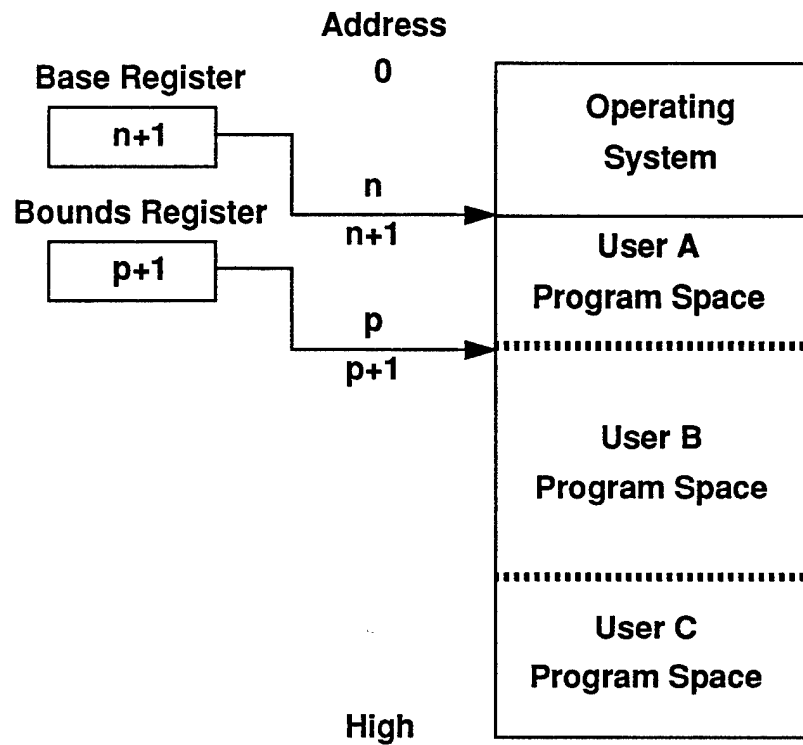 Address
0
Base Register
n+1
Bounds Register
p+1
n
n+1
p
p+1
High
Operating
System
User A
Program Space
User B
Program Space
User C
Program Space